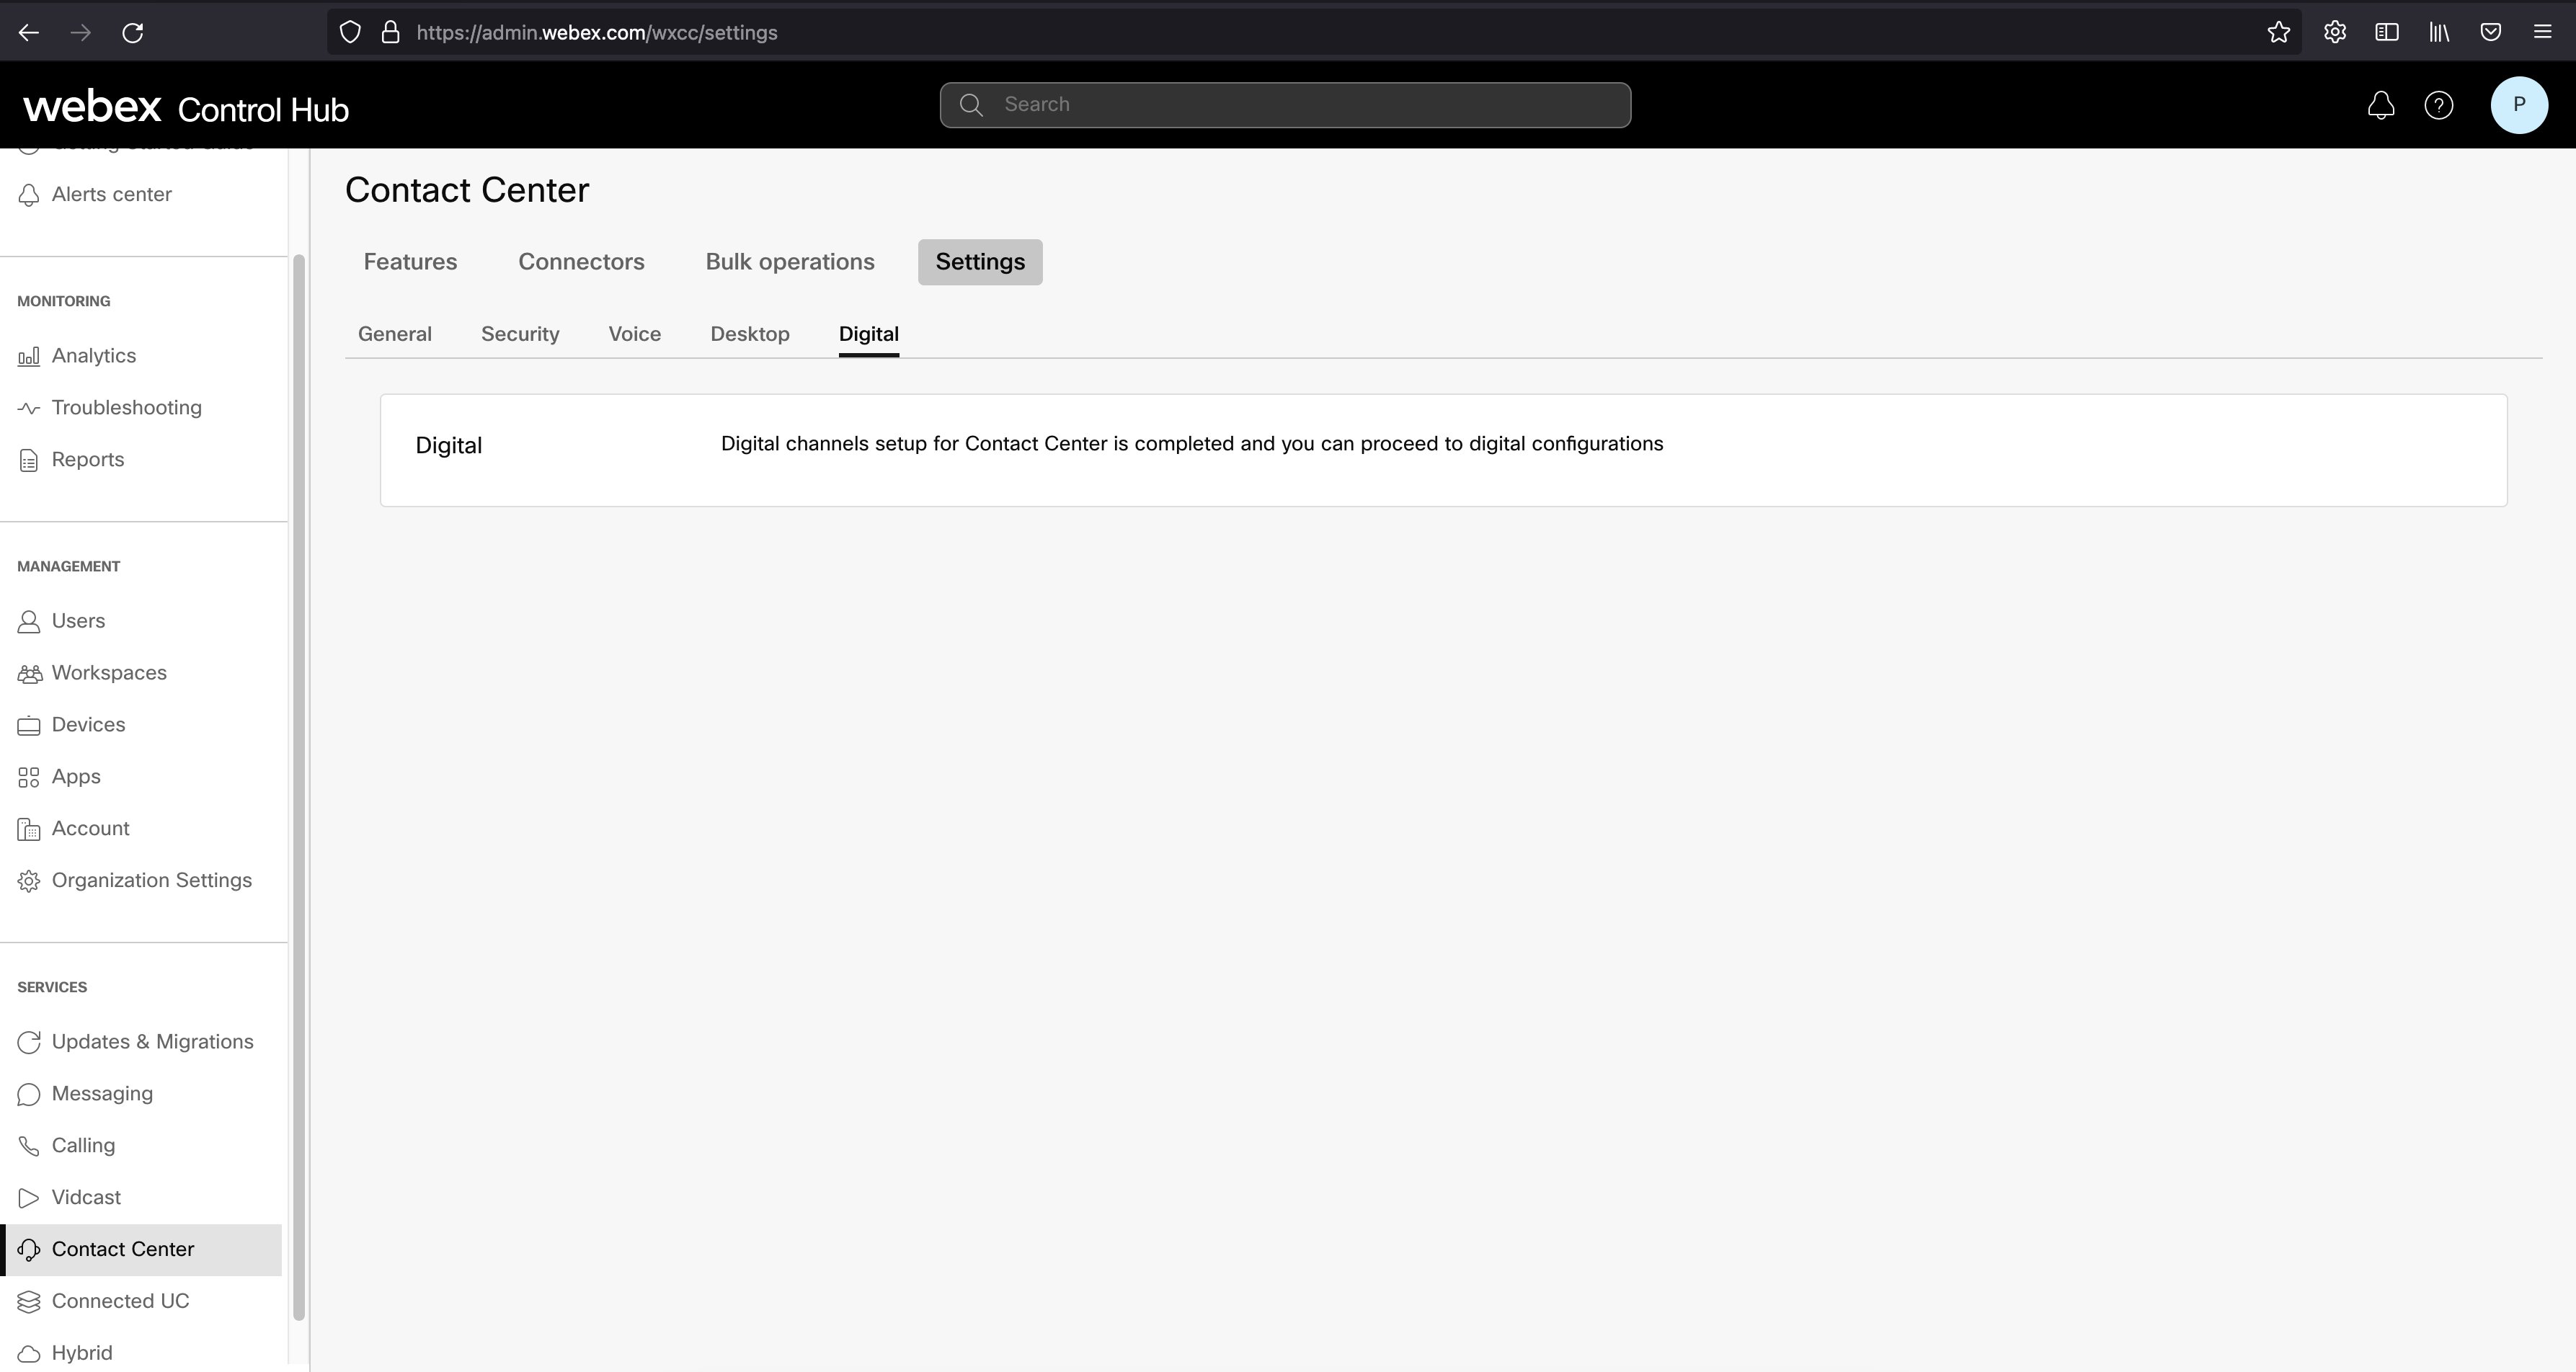 https://admin.webex.com/wxcc/settings
webex Control Hub
Search
P
Alerts center
MONITORING
Analytics
Troubleshooting
Reports
MANAGEMENT
Users
Workspaces
Devices
Apps
Account
Organization Settings
SERVICES
Updates & Migrations
Messaging
Calling
Vidcast
Contact Center
Connected UC
Hybrid
Contact Center
Features Connectors Bulk operations Settings
General Security Voice Desktop Digital
Digital Digital channels setup for Contact Center is completed and you can proceed to digital configurations